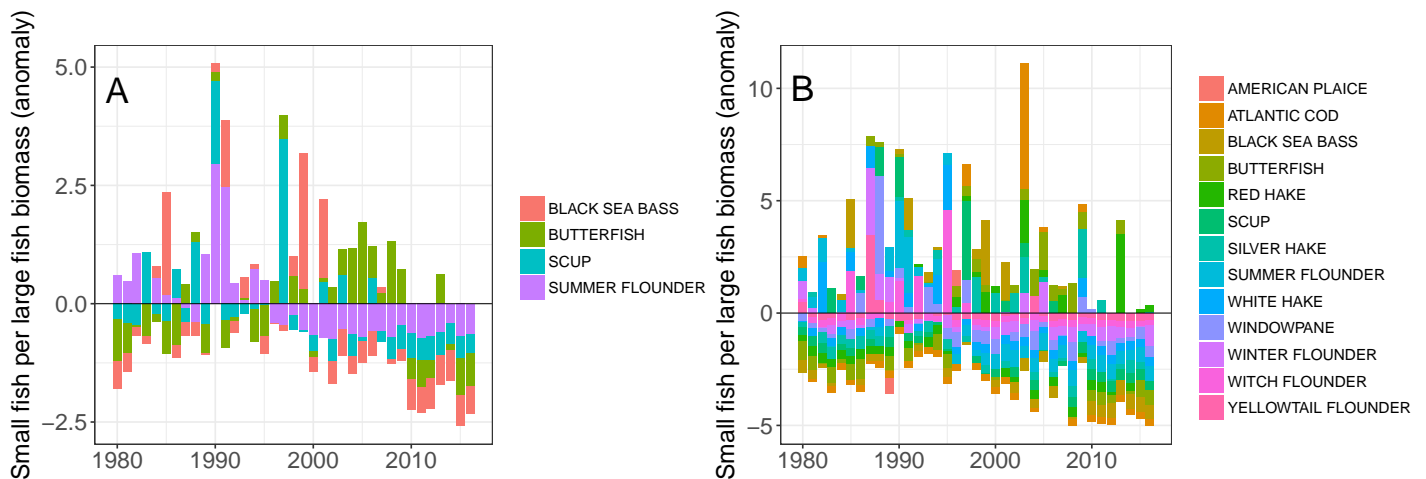 Small fish per large fish biomass (anomaly)
A
5.0
2.5
0.0
−2.5
1980
1990
2000
2010
BLACK SEA BASS
BUTTERFISH
SCUP
SUMMER FLOUNDER
Small fish per large fish biomass (anomaly)
B
10
5
0
−5
1980
1990
2000
2010
AMERICAN PLAICE
ATLANTIC COD
BLACK SEA BASS
BUTTERFISH
RED HAKE
SCUP
SILVER HAKE
SUMMER FLOUNDER
WHITE HAKE
WINDOWPANE
WINTER FLOUNDER
WITCH FLOUNDER
YELLOWTAIL FLOUNDER